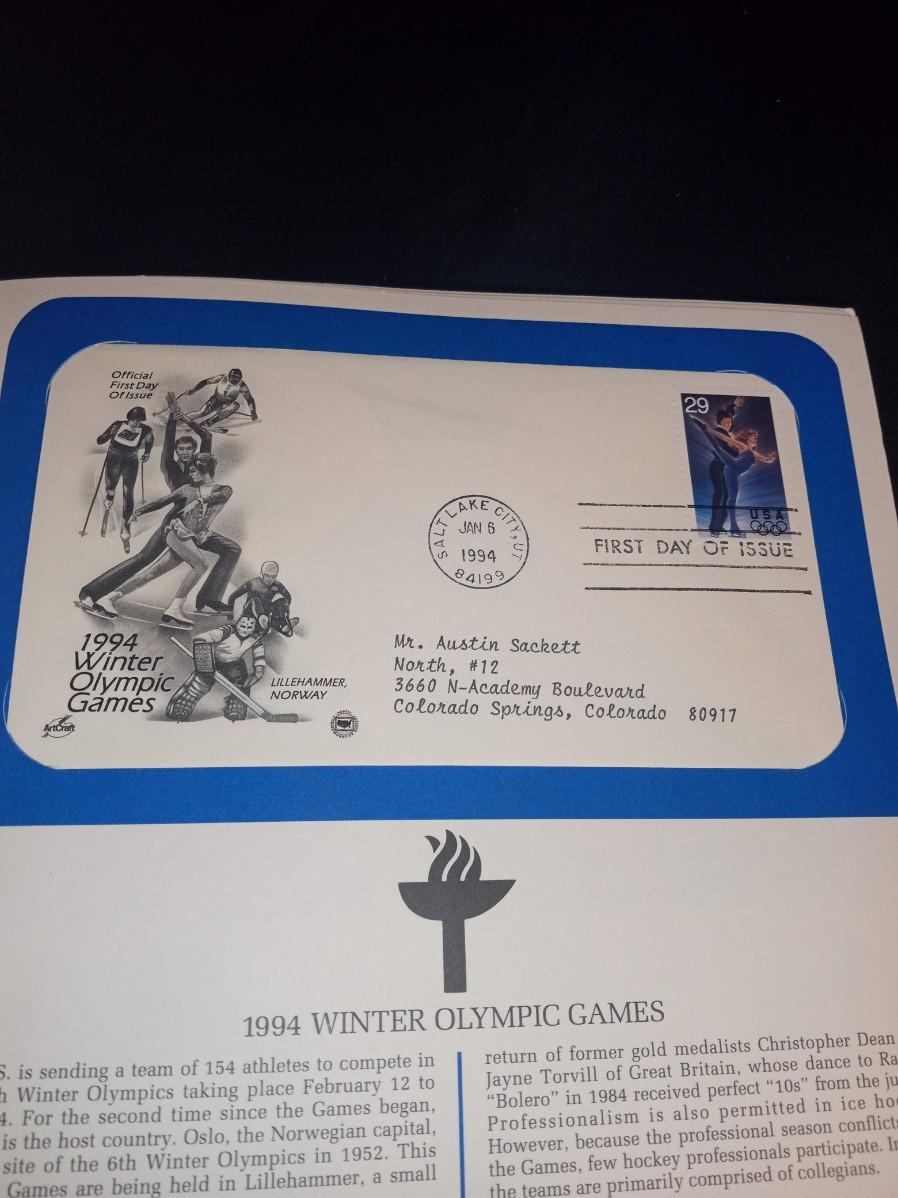 Official
First Day
Of Issue
29
USA
SALT LAKE CITY, UT
JAN 6
1994
84199
FIRST DAY OF ISSUE
1994
Winter
Olympic
Games
LILLEHAMMER,
NORWAY
ArtCraft
Mr. Austin Sackett
North, #12
3660 N-Academy Boulevard
Colorado Springs, Colorado 80917
1994 WINTER OLYMPIC GAMES
S. is sending a team of 154 athletes to compete in
h Winter Olympics taking place February 12 to
4. For the second time since the Games began,
is the host country. Oslo, the Norwegian capital,
site of the 6th Winter Olympics in 1952. This
Games are being held in Lillehammer, a small
return of former gold medalists Christopher Dean
Jayne Torvill of Great Britain, whose dance to Ra
"Bolero" in 1984 received perfect "10s" from the ju
Professionalism is also permitted in ice ho
However, because the professional season conflict
the Games, few hockey professionals participate. I
the teams are primarily comprised of collegians.